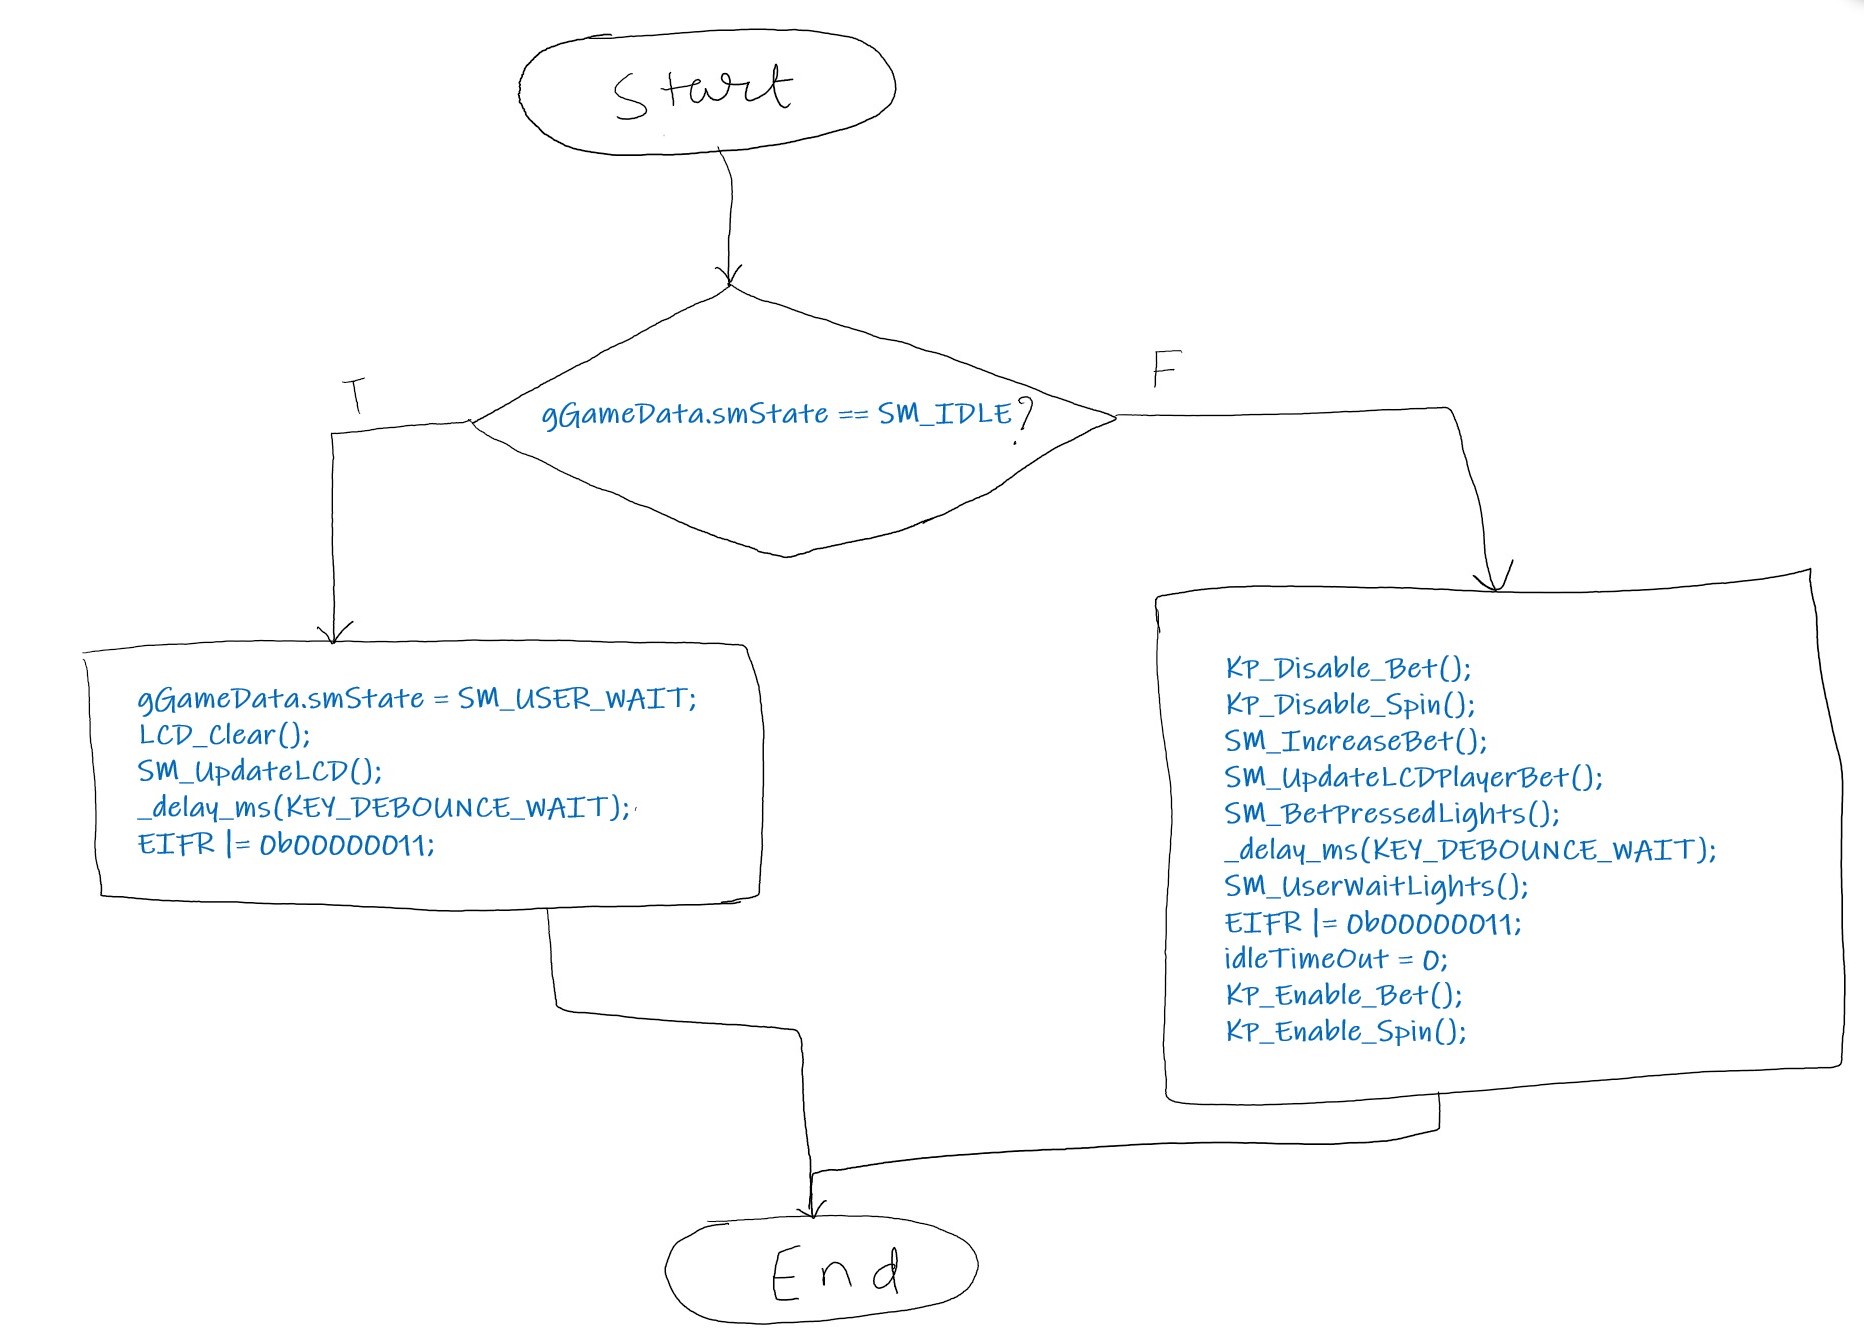 Start
T
F
gGameData.smState == SM_IDLE?
gGameData.smState = SM_USER_WAIT;
LCD_Clear();
SM_UpdateLCD();
_delay_ms(KEY_DEBOUNCE_WAIT);
EIFR |= 0b00000011;
KP_Disable_Bet();
KP_Disable_Spin();
SM_IncreaseBet();
SM_UpdateLCDPlayerBet();
SM_BetPressedLights();
_delay_ms(KEY_DEBOUNCE_WAIT);
SM_UserWaitLights();
EIFR |= 0b00000011;
idleTimeOut = 0;
KP_Enable_Bet();
KP_Enable_Spin();
End